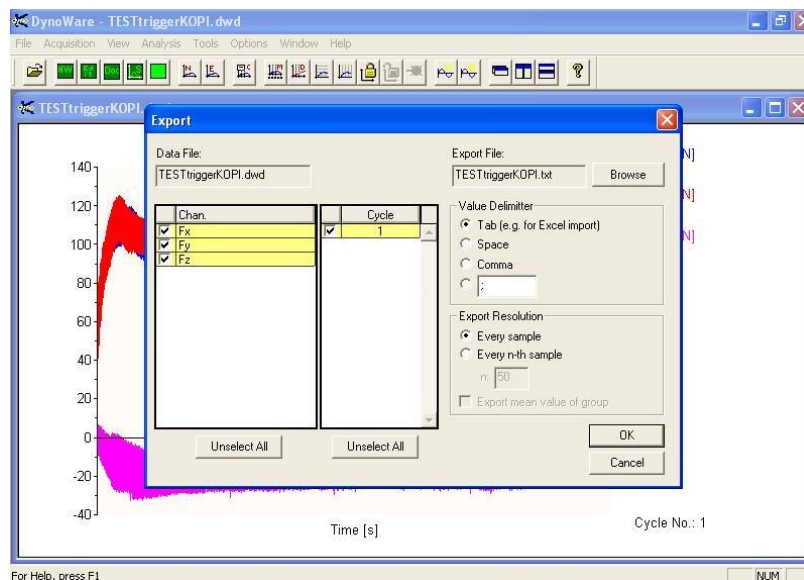 DynoWare - TESTtriggerKOPI.dwd
File Acquisition View Analysis Tools Options Window Help
TESTtriggerKOPI.
Export
Data File:
TESTtriggerKOPI.dwd
Export File:
TESTtriggerKOPI.txt
Browse
Chan.
Fx
Fy
Fz
Cycle
1
Unselect All
Unselect All
Value Delimitter
Tab (e.g. for Excel import)
Space
Comma
;
Export Resolution
Every sample
Every n-th sample
n: 50
Export mean value of group
OK
Cancel
N]
N]
N]
140
120
100
80
60
40
20
0
-20
-40
Time [s]
Cycle No.: 1
For Help, press F1
NUM